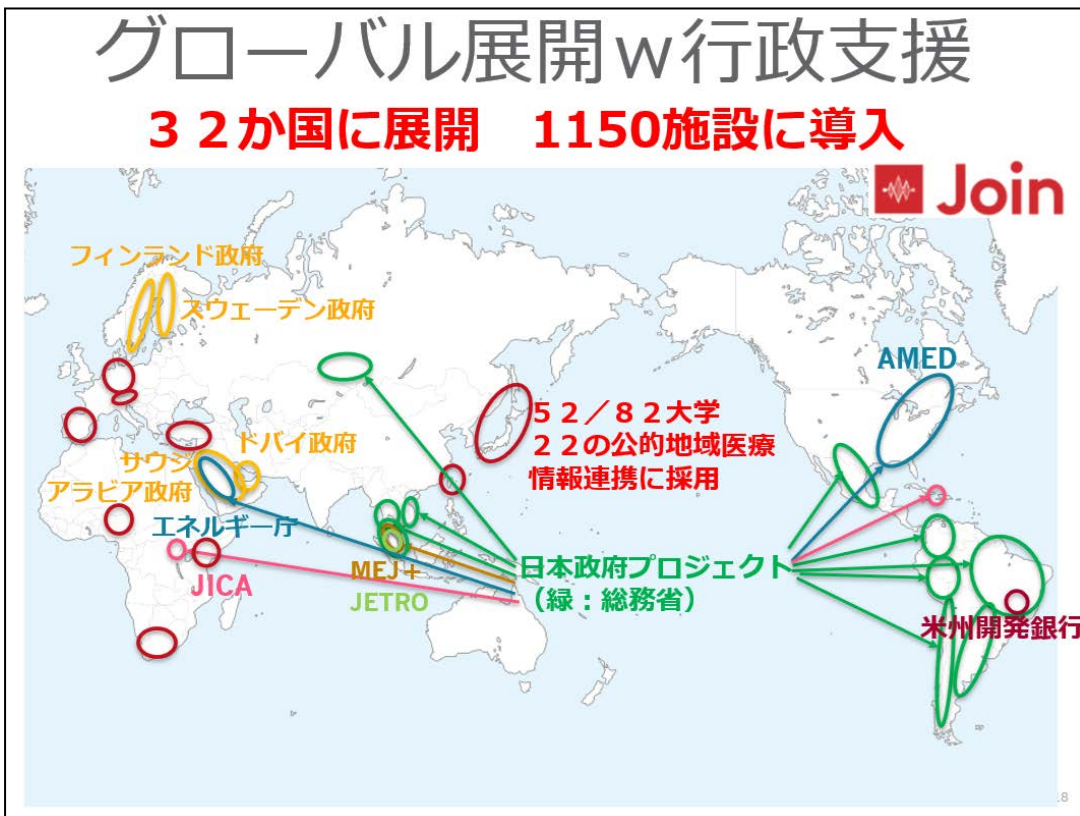 グローバル展開w行政支援
３２か国に展開　1150施設に導入
Join
フィンランド政府
スウェーデン政府
AMED
５２／８２大学
２２の公的地域医療
情報連携に採用
ドバイ政府
サウジ
アラビア政府
エネルギー庁
JICA
MEJ+
JETRO
日本政府プロジェクト
（緑：総務省）
米州開発銀行